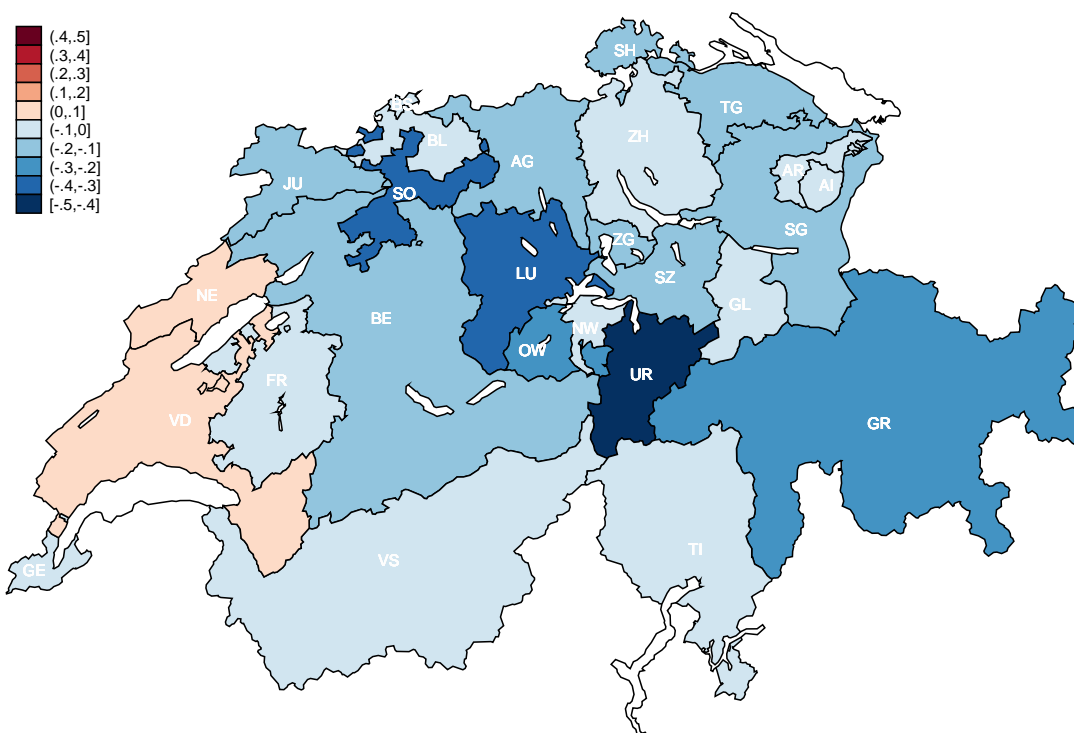 (.4,.5]
(.3,.4]
(.2,.3]
(.1,.2]
(0,.1]
(-.1,0]
(-.2,-.1]
(-.3,-.2]
(-.4,-.3]
[-.5,-.4]
SH
BS
TG
ZH
BL
AG
AR
AI
JU
SO
SG
ZG
LU
SZ
NE
GL
BE
NW
OW
UR
FR
VD
GR
TI
VS
GE